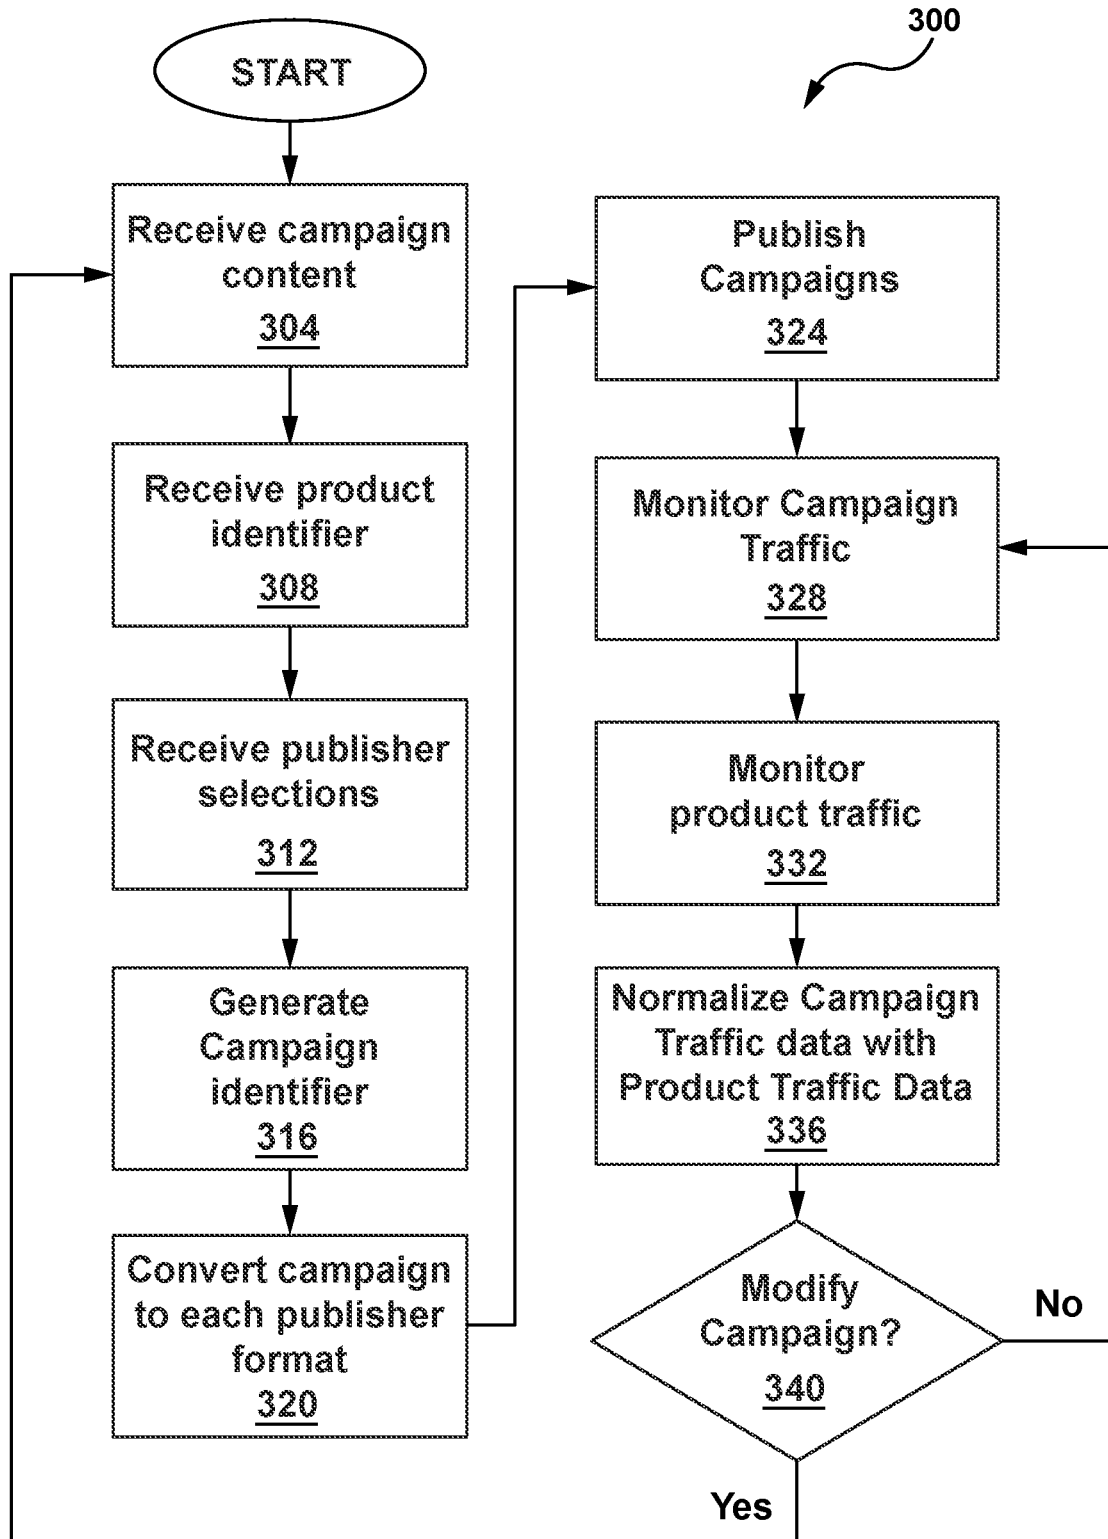 300
START
Receive campaign
content
304
Receive product
identifier
308
Receive publisher
selections
312
Generate
Campaign
identifier
316
Convert campaign
to each publisher
format
320
Publish
Campaigns
324
Monitor Campaign
Traffic
328
Monitor
product traffic
332
Normalize Campaign
Traffic data with
Product Traffic Data
336
Modify
Campaign?
340
No
Yes